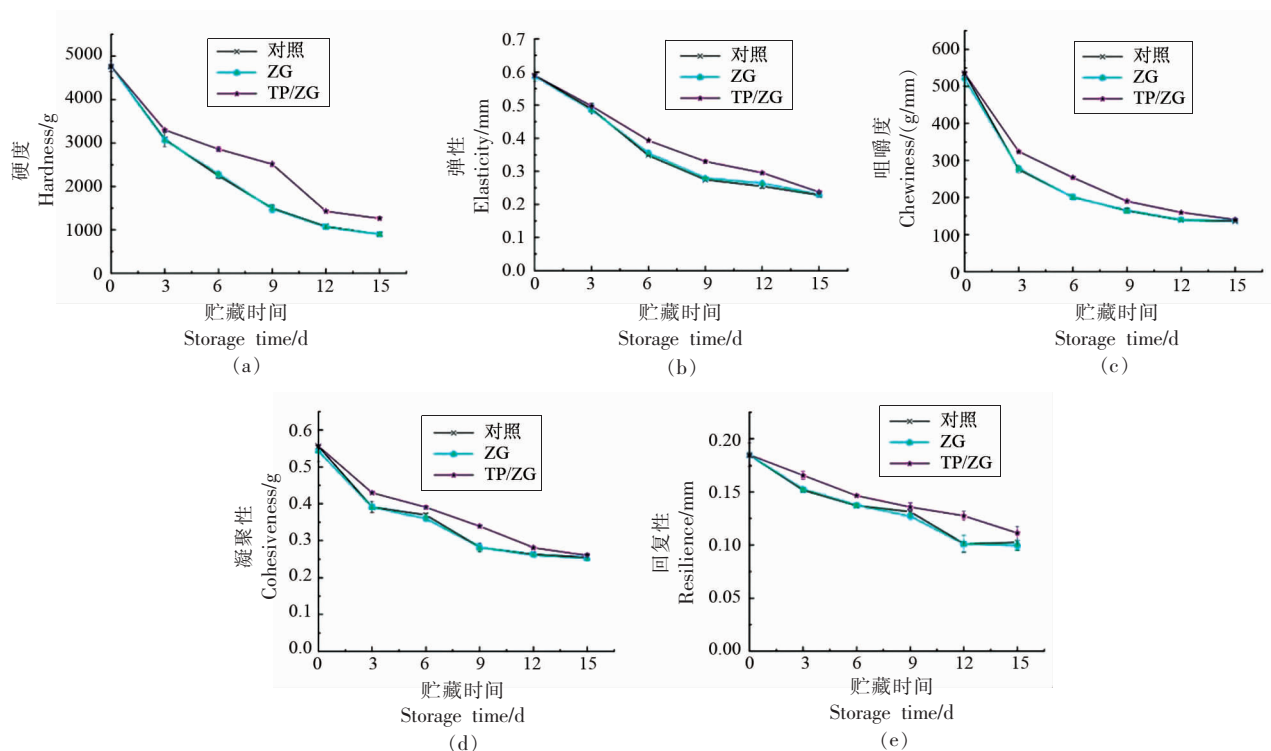 对照
ZG
TP/ZG
5000
4000
3000
2000
1000
0
硬度
Hardness/g
0 3 6 9 12 15
贮藏时间
Storage time/d
(a)
对照
ZG
TP/ZG
0.7
0.6
0.5
0.4
0.3
0.2
0.1
0.0
弹性
Elasticity/mm
0 3 6 9 12 15
贮藏时间
Storage time/d
(b)
对照
ZG
TP/ZG
600
500
400
300
200
100
0
咀嚼度
Chewiness/(g/mm)
0 3 6 9 12 15
贮藏时间
Storage time/d
(c)
对照
ZG
TP/ZG
0.6
0.5
0.4
0.3
0.2
0.1
0.0
凝聚性
Cohesiveness/g
0 3 6 9 12 15
贮藏时间
Storage time/d
(d)
对照
ZG
TP/ZG
0.20
0.15
0.10
0.05
0.00
回复性
Resilience/mm
0 3 6 9 12 15
贮藏时间
Storage time/d
(e)